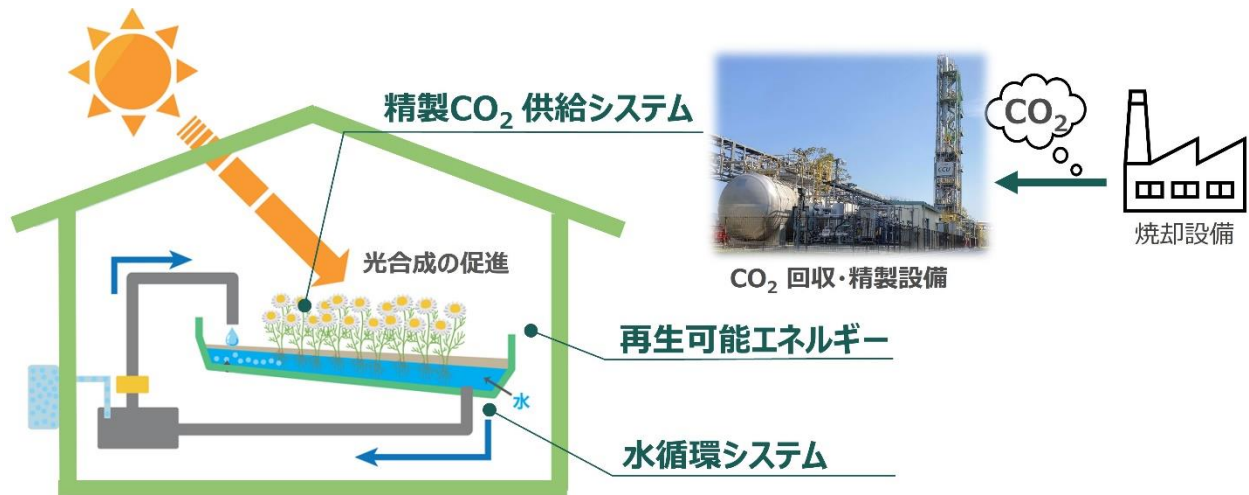 精製CO₂ 供給システム
CO₂
焼却設備
光合成の促進
CO₂ 回収・精製設備
再生可能エネルギー
水
水循環システム